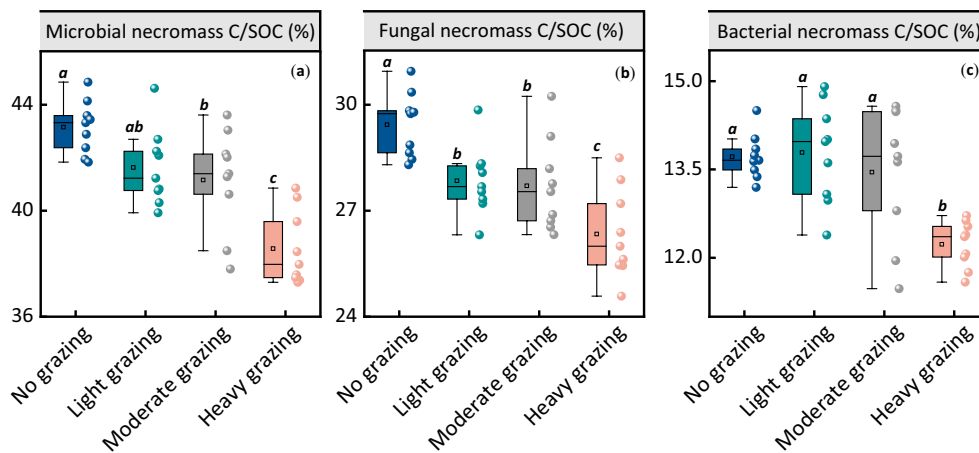 Microbial necromass C/SOC (%)
(a)
44
40
36
a
ab
b
c
No grazing
Light grazing
Moderate grazing
Heavy grazing
Fungal necromass C/SOC (%)
(b)
30
27
24
a
b
b
c
No grazing
Light grazing
Moderate grazing
Heavy grazing
Bacterial necromass C/SOC (%)
(c)
15.0
13.5
12.0
a
a
a
b
No grazing
Light grazing
Moderate grazing
Heavy grazing